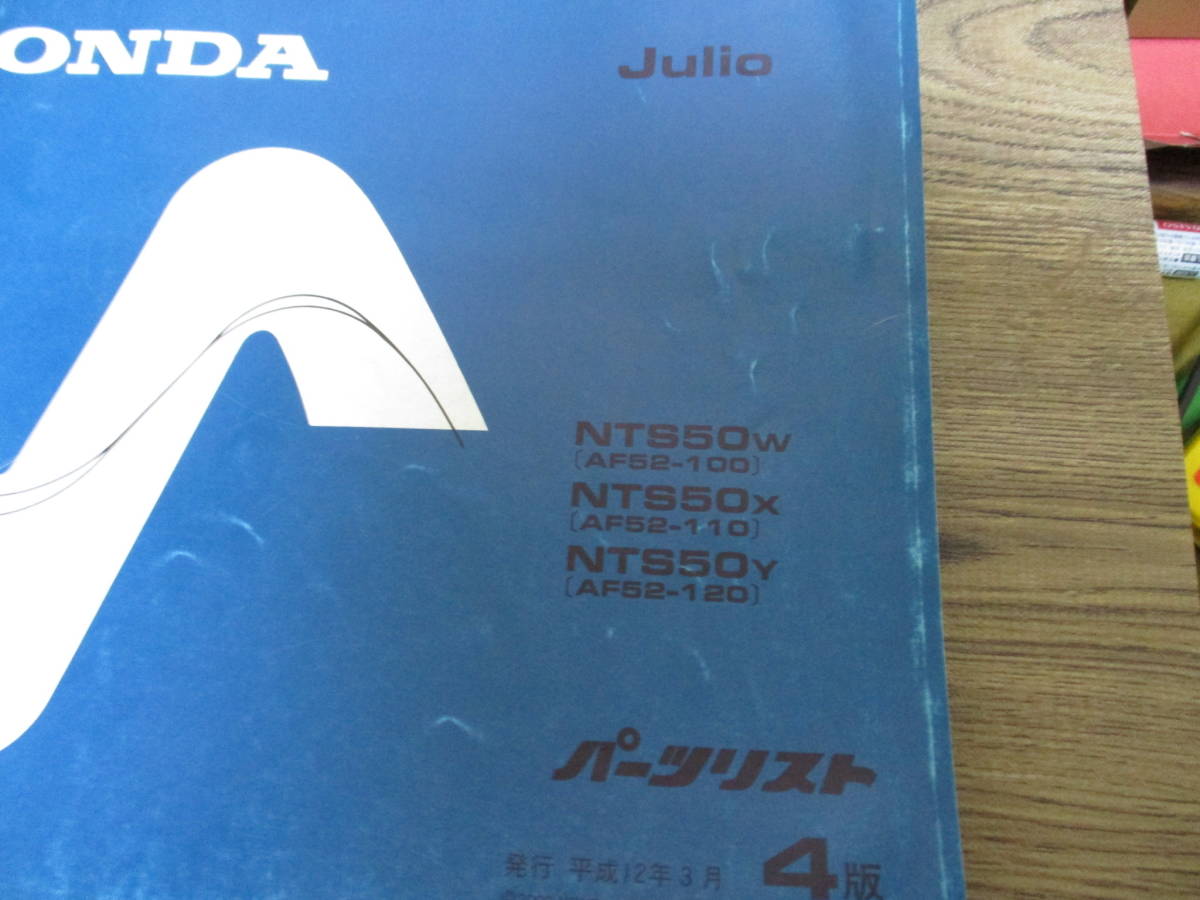 ONDA
Julio
NTS50W
[AF52-100]
NTS50X
[AF52-110]
NTS50Y
[AF52-120]
パーツリスト
発行 平成12年3月 4版